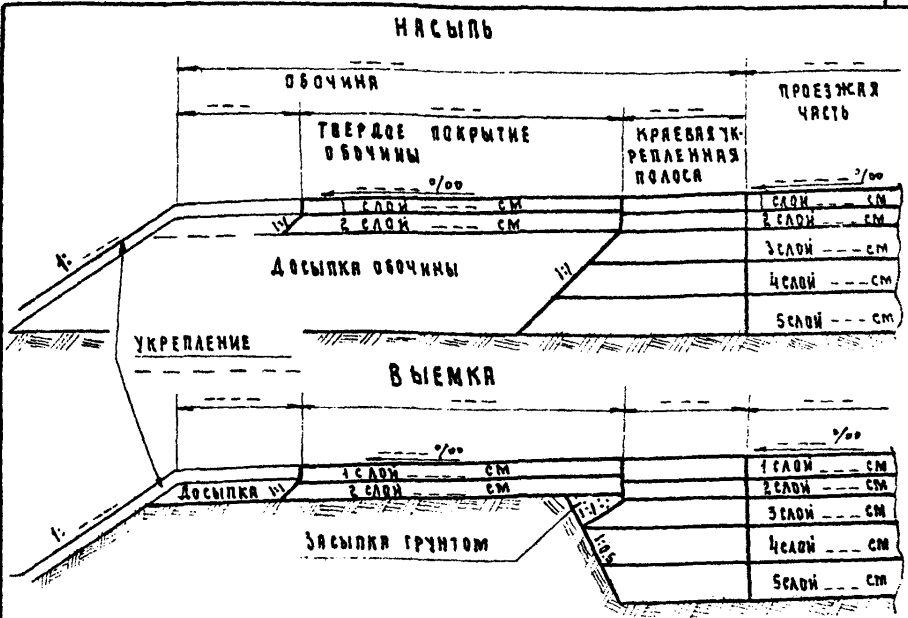 НАСЫПЬ
ОБОЧИНА
ПРОЕЗЖАЯ
ЧАСТЬ
ТВЕРДОЕ ПОКРЫТИЕ
ОБОЧИНЫ
КРАЕВАЯ УК-
РЕПЛЕННАЯ
ПОЛОСА
--- ‰
--- ‰
1 СЛОЙ --- СМ
1 СЛОЙ --- СМ
1:1
2 СЛОЙ --- СМ
2 СЛОЙ --- СМ
1: ---
ДОСЫПКА ОБОЧИНЫ
1:1
3 СЛОЙ --- СМ
4 СЛОЙ --- СМ
5 СЛОЙ --- СМ
УКРЕПЛЕНИЕ
ВЫЕМКА
--- ‰
--- ‰
1 СЛОЙ --- СМ
1 СЛОЙ --- СМ
ДОСЫПКА 1:1
2 СЛОЙ --- СМ
2 СЛОЙ --- СМ
1: ---
1:1
3 СЛОЙ --- СМ
ЗАСЫПКА ГРУНТОМ
1:0.5
4 СЛОЙ --- СМ
5 СЛОЙ --- СМ